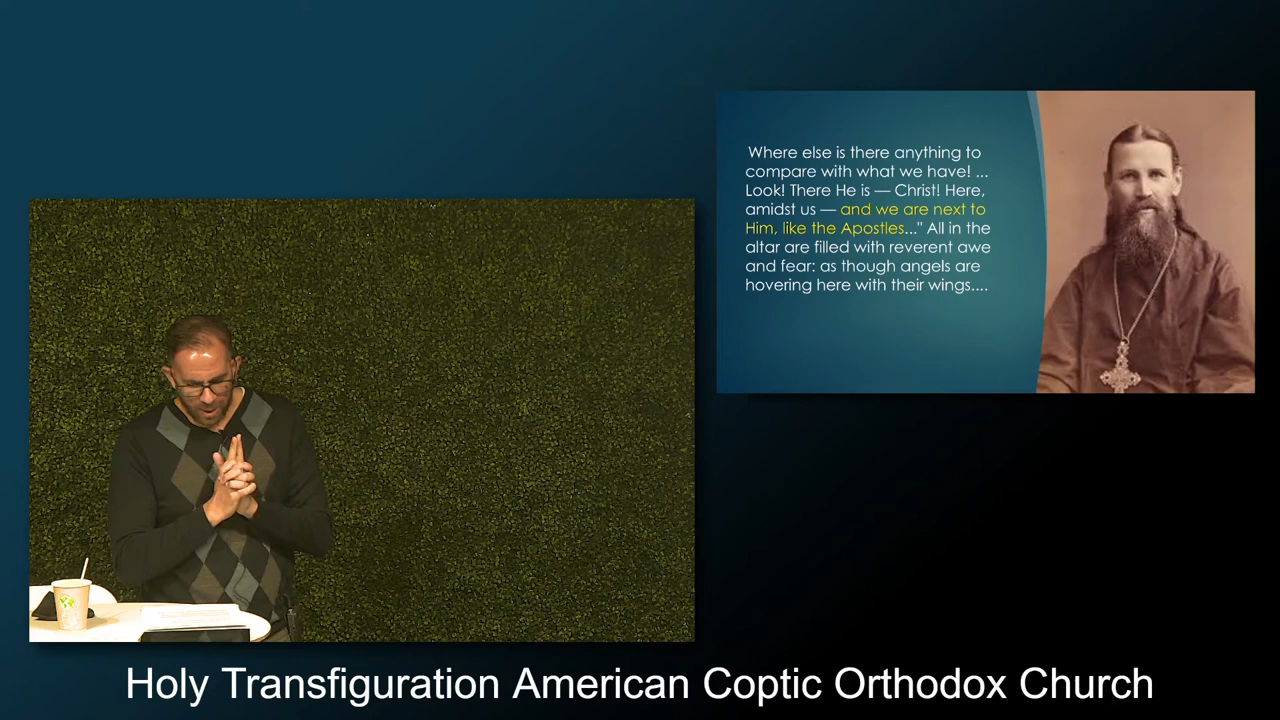 Where else is there anything to
compare with what we have! ...
Look! There He is — Christ! Here,
amidst us — and we are next to
Him, like the Apostles..." All in the
altar are filled with reverent awe
and fear: as though angels are
hovering here with their wings....
Holy Transfiguration American Coptic Orthodox Church